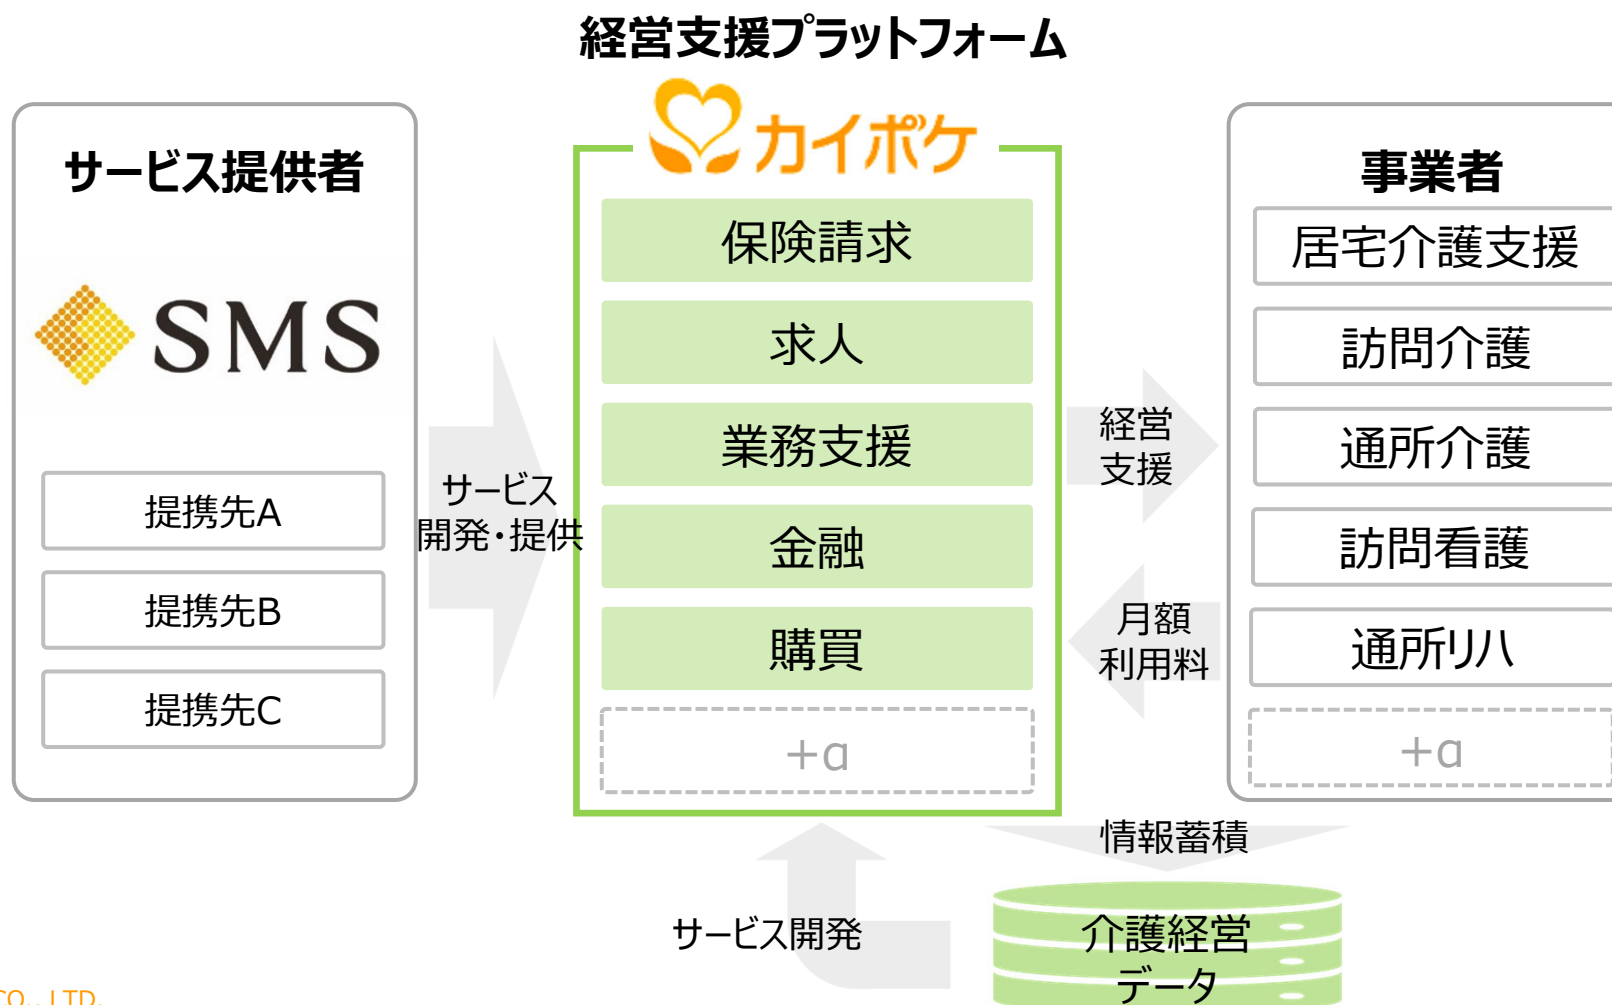 経営支援プラットフォーム
サービス提供者
SMS
提携先A
提携先B
提携先C
サービス
開発・提供
カイポケ
保険請求
求人
業務支援
金融
購買
+α
経営
支援
月額
利用料
事業者
居宅介護支援
訪問介護
通所介護
訪問看護
通所リハ
+α
情報蓄積
サービス開発
介護経営
データ
CO., LTD.